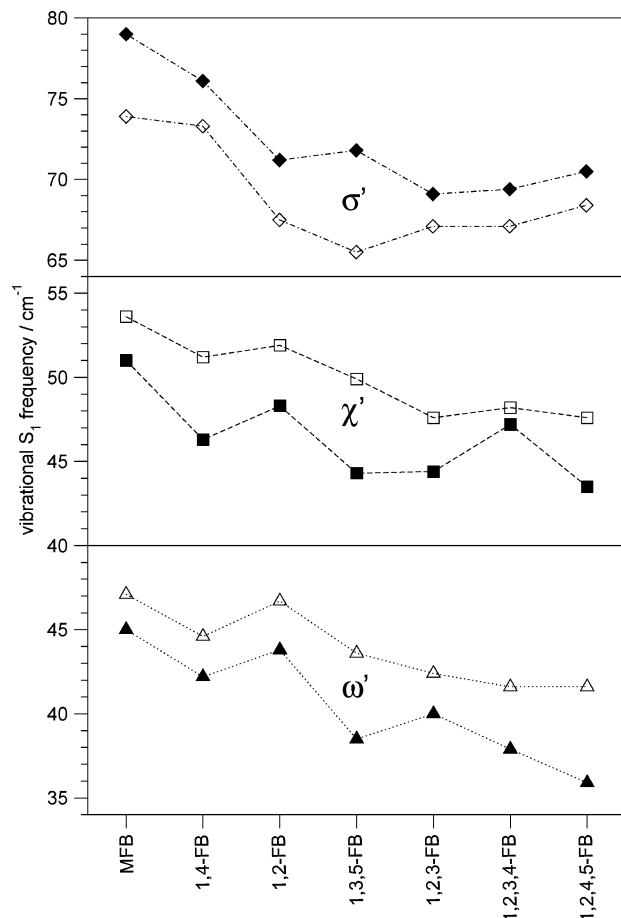 80
75
70
65
σ'
55
50
45
40
χ'
45
40
35
ω'
vibrational S₁ frequency / cm⁻¹
MFB
1,4-FB
1,2-FB
1,3,5-FB
1,2,3-FB
1,2,3,4-FB
1,2,4,5-FB